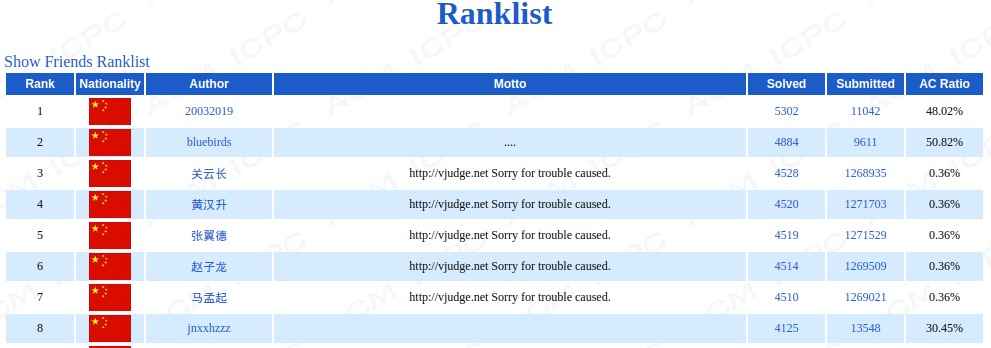 Ranklist
Show Friends Ranklist
Rank Nationality Author Motto Solved Submitted AC Ratio
1 20032019 5302 11042 48.02%
2 bluebirds .... 4884 9611 50.82%
3 关云长 http://vjudge.net Sorry for trouble caused. 4528 1268935 0.36%
4 黄汉升 http://vjudge.net Sorry for trouble caused. 4520 1271703 0.36%
5 张翼德 http://vjudge.net Sorry for trouble caused. 4519 1271529 0.36%
6 赵子龙 http://vjudge.net Sorry for trouble caused. 4514 1269509 0.36%
7 马孟起 http://vjudge.net Sorry for trouble caused. 4510 1269021 0.36%
8 jnxxhzzz 4125 13548 30.45%